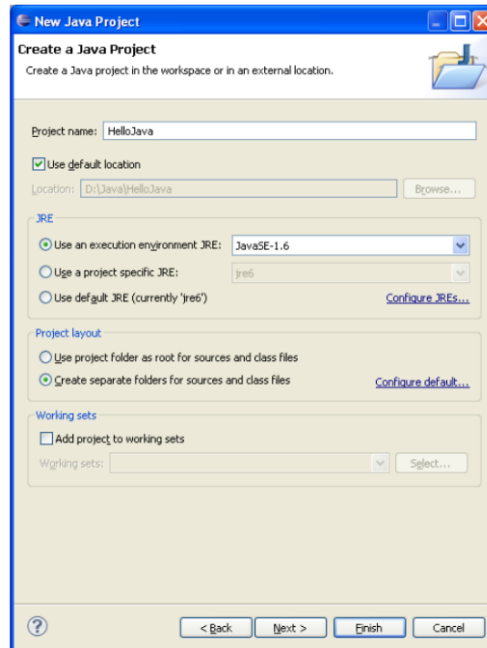 New Java Project
Create a Java Project
Create a Java project in the workspace or in an external location.
Project name: HelloJava
Use default location
Location: D:\Java\HelloJava Browse...
JRE
Use an execution environment JRE: JavaSE-1.6
Use a project specific JRE: jre6
Use default JRE (currently 'jre6') Configure JREs...
Project layout
Use project folder as root for sources and class files
Create separate folders for sources and class files Configure default...
Working sets
Add project to working sets
Working sets: Select...
? < Back Next > Finish Cancel